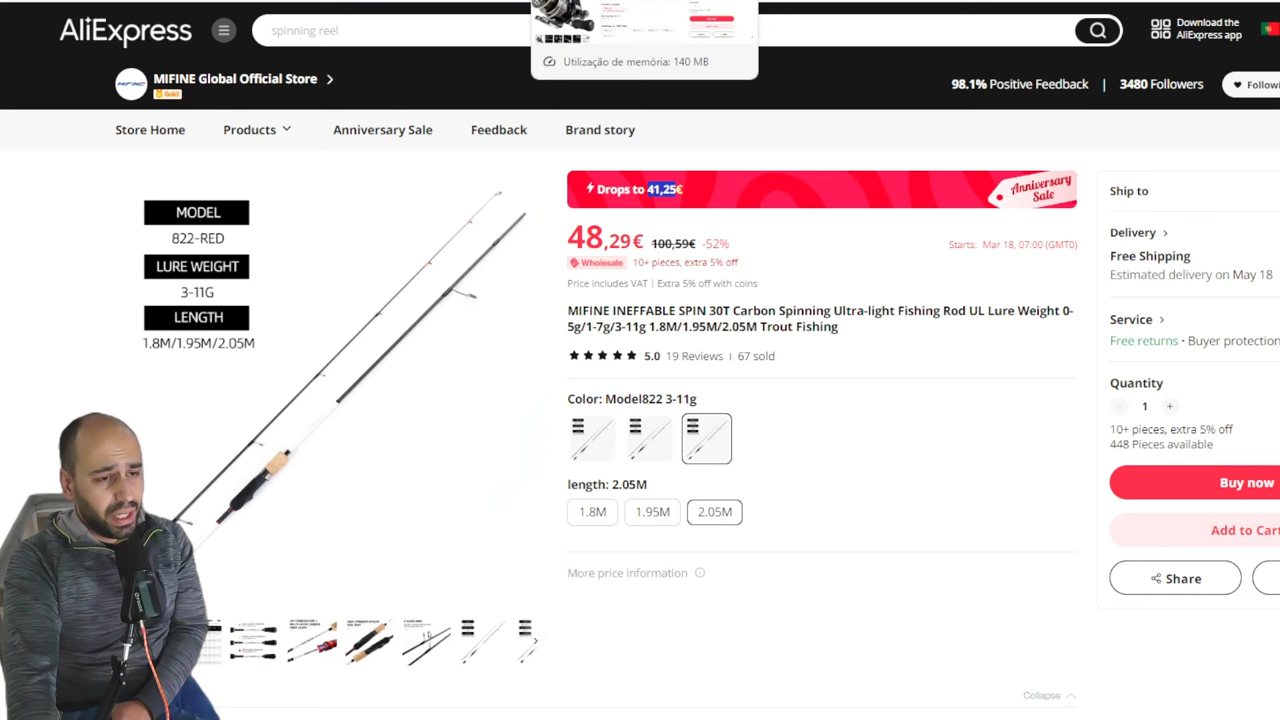 AliExpress
spinning reel
Download the
AliExpress app
Utilização de memória: 140 MB
MIFINE Global Official Store
Gold
98.1% Positive Feedback | 3480 Followers
Followi
Store Home
Products
Anniversary Sale
Feedback
Brand story
MODEL
822-RED
LURE WEIGHT
3-11G
LENGTH
1.8M/1.95M/2.05M
Drops to 41,25€
Anniversary
Sale
48,29€ 100,59€ -52%
Starts: Mar 18, 07:00 (GMT0)
Wholesale 10+ pieces, extra 5% off
Price includes VAT | Extra 5% off with coins
MIFINE INEFFABLE SPIN 30T Carbon Spinning Ultra-light Fishing Rod UL Lure Weight 0-
5g/1-7g/3-11g 1.8M/1.95M/2.05M Trout Fishing
5.0 19 Reviews | 67 sold
Color: Model822 3-11g
length: 2.05M
1.8M
1.95M
2.05M
More price information
Collapse
Ship to
Delivery
Free Shipping
Estimated delivery on May 18
Service
Free returns · Buyer protection
Quantity
1 +
10+ pieces, extra 5% off
448 Pieces available
Buy now
Add to Cart
Share